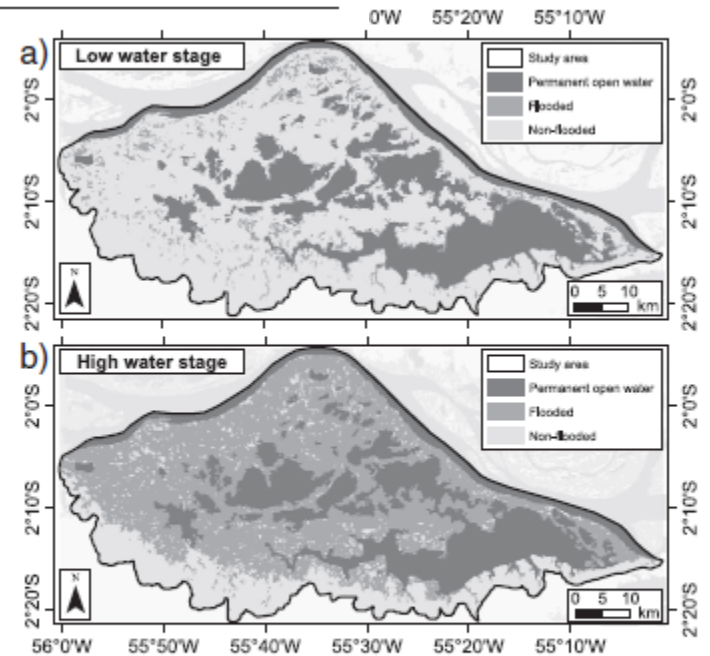 0'W 55°20'W 55°10'W
a)
Low water stage
Study area
Permanent open water
Flooded
Non-flooded
2°0'S
2°0'S
2°10'S
2°10'S
2°20'S
2°20'S
N
0 5 10
km
b)
High water stage
Study area
Permanent open water
Flooded
Non-flooded
2°0'S
2°0'S
2°10'S
2°10'S
2°20'S
2°20'S
N
0 5 10
km
56°0'W 55°50'W 55°40'W 55°30'W 55°20'W 55°10'W